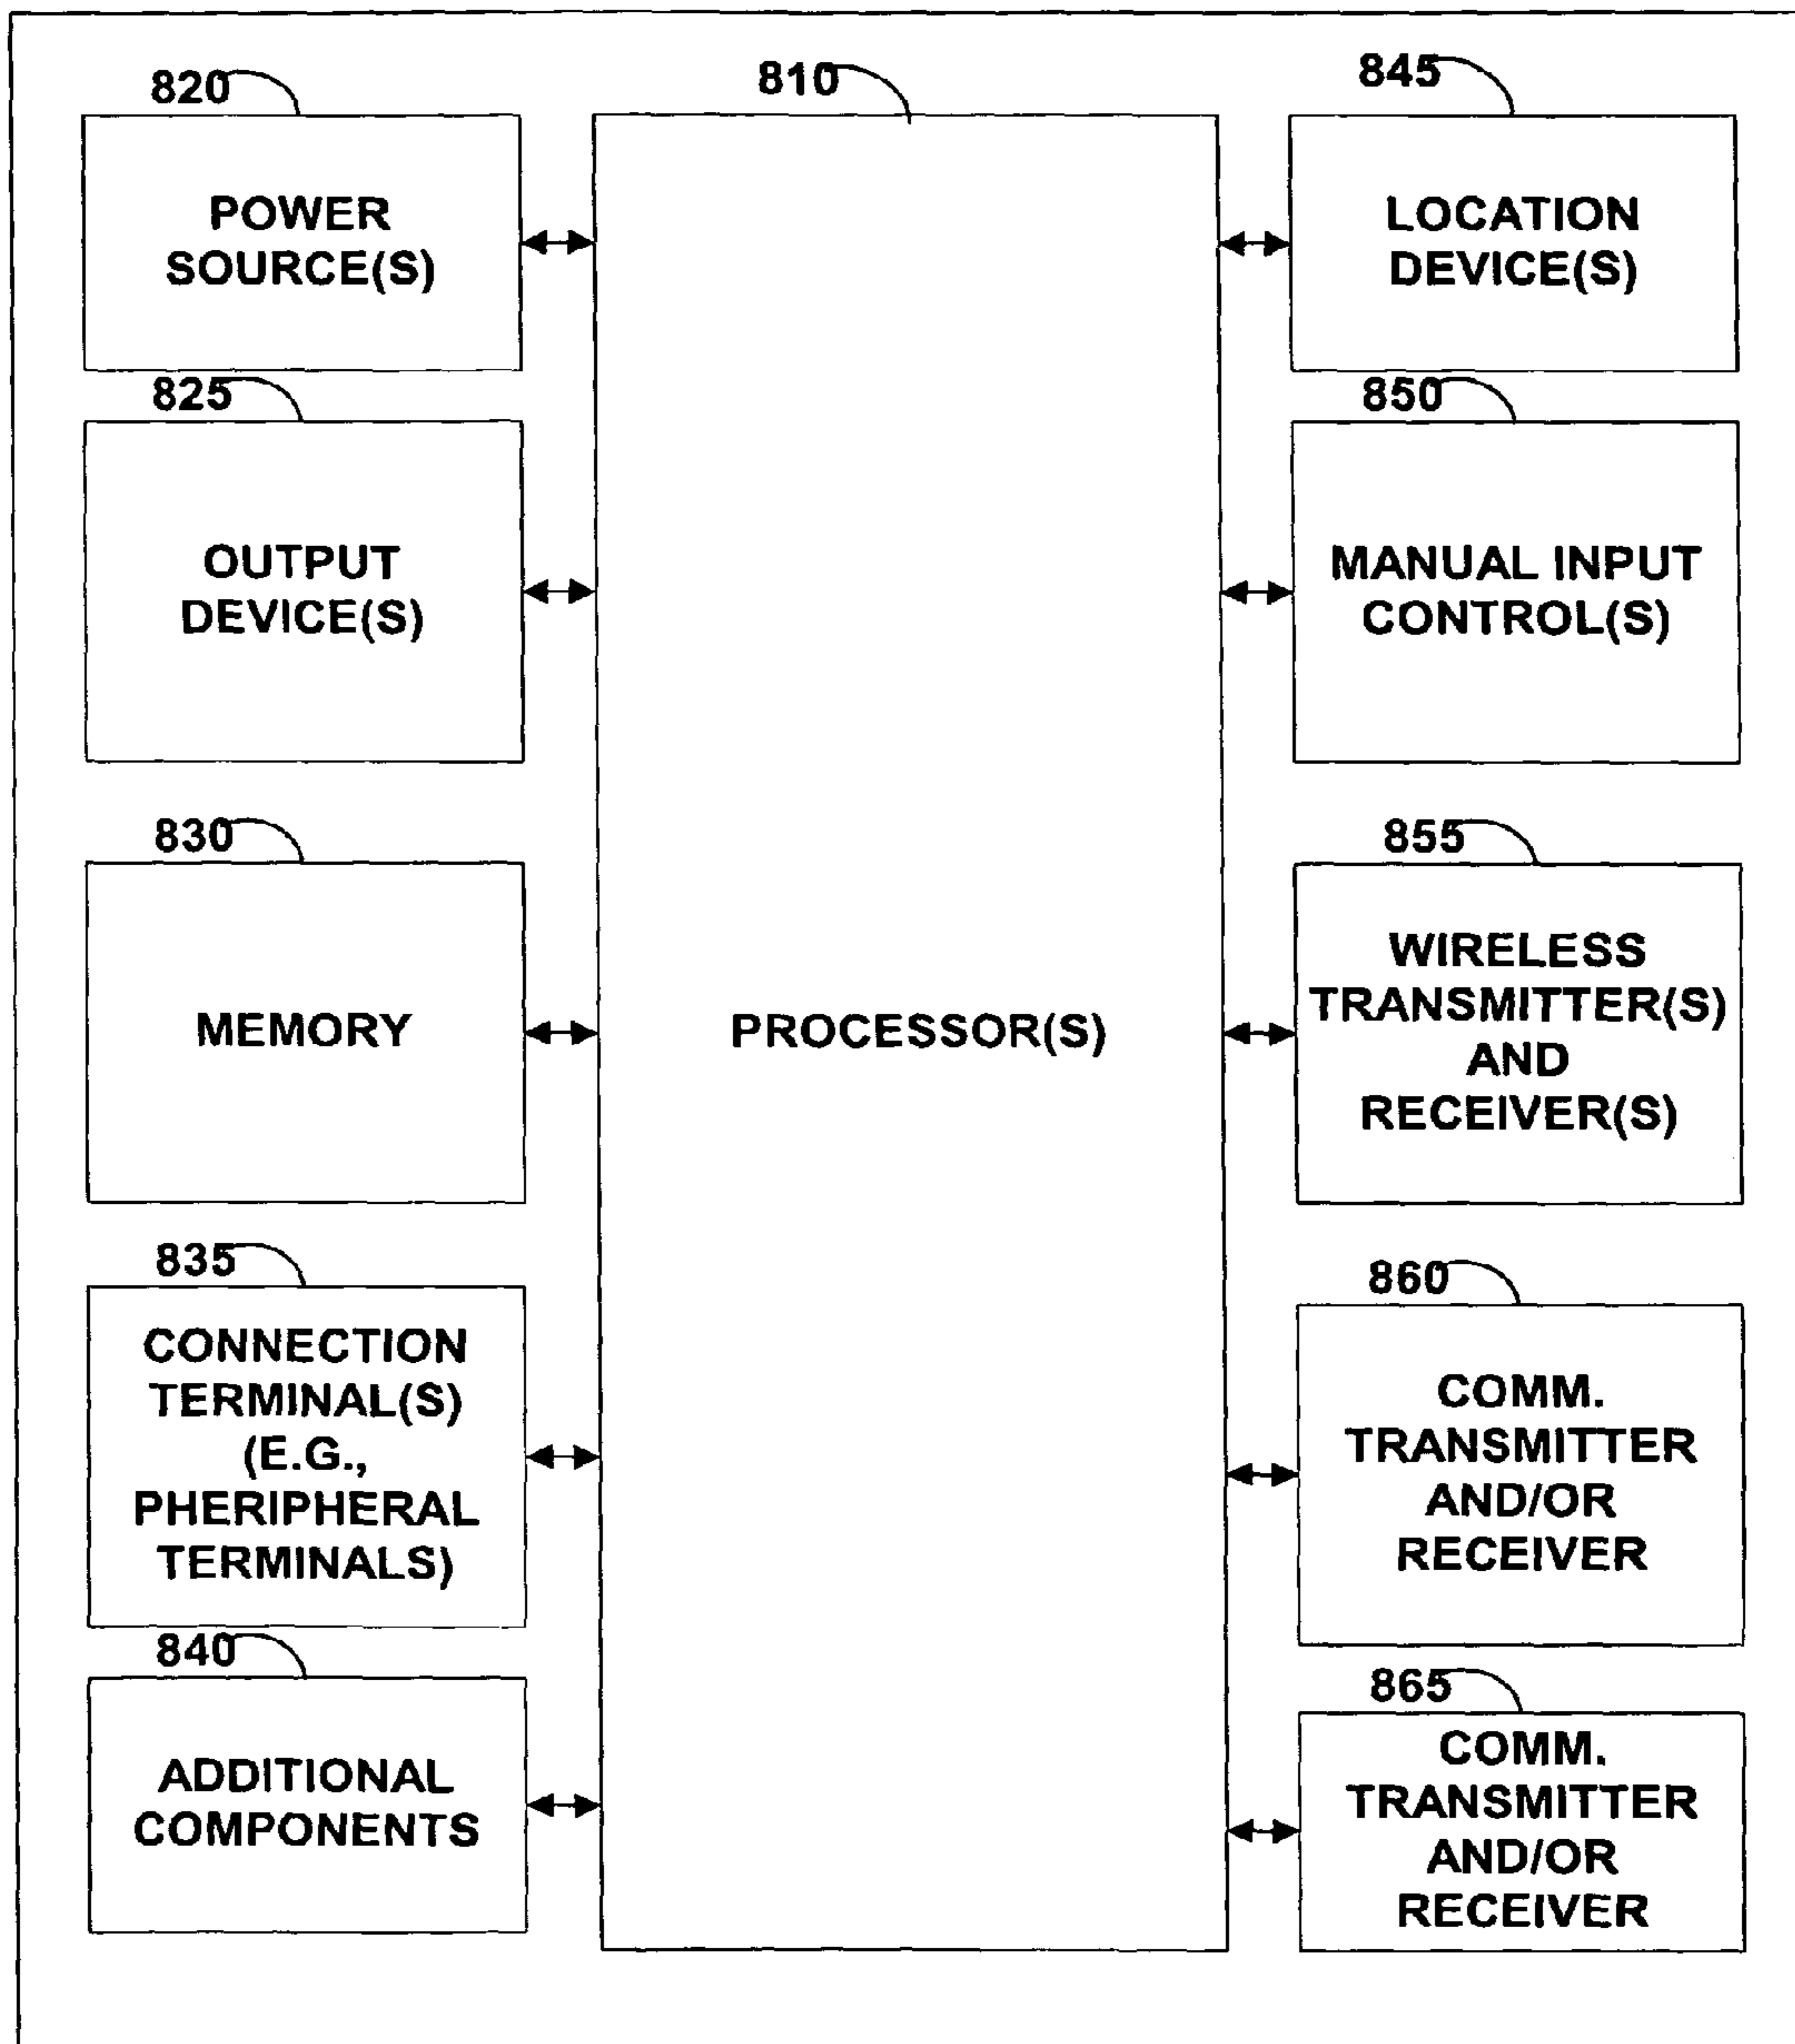 820
POWER
SOURCE(S)
825
OUTPUT
DEVICE(S)
830
MEMORY
835
CONNECTION
TERMINAL(S)
(E.G.,
PHERIPHERAL
TERMINALS)
840
ADDITIONAL
COMPONENTS
810
PROCESSOR(S)
845
LOCATION
DEVICE(S)
850
MANUAL INPUT
CONTROL(S)
855
WIRELESS
TRANSMITTER(S)
AND
RECEIVER(S)
860
COMM.
TRANSMITTER
AND/OR
RECEIVER
865
COMM.
TRANSMITTER
AND/OR
RECEIVER